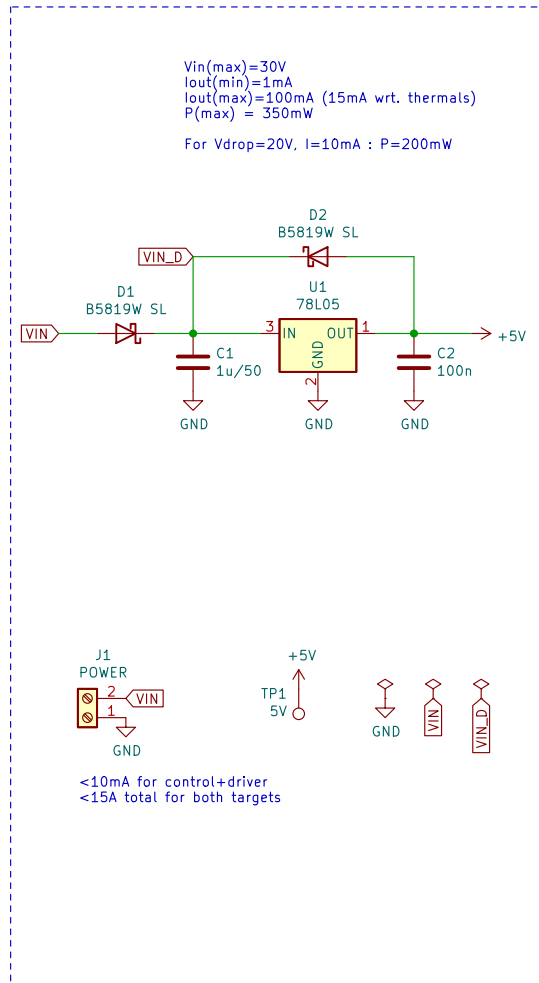 Vin(max)=30V
Iout(min)=1mA
Iout(max)=100mA (15mA wrt. thermals)
P(max) = 350mW
For Vdrop=20V, I=10mA : P=200mW
D2
B5819W SL
VIN_D
D1
B5819W SL
U1
78L05
VIN
3
IN
OUT
1
+5V
GND
2
C1
1u/50
C2
100n
GND
GND
GND
J1
POWER
2
VIN
1
GND
+5V
TP1
5V
GND
VIN
VIN_D
<10mA for control+driver
<15A total for both targets